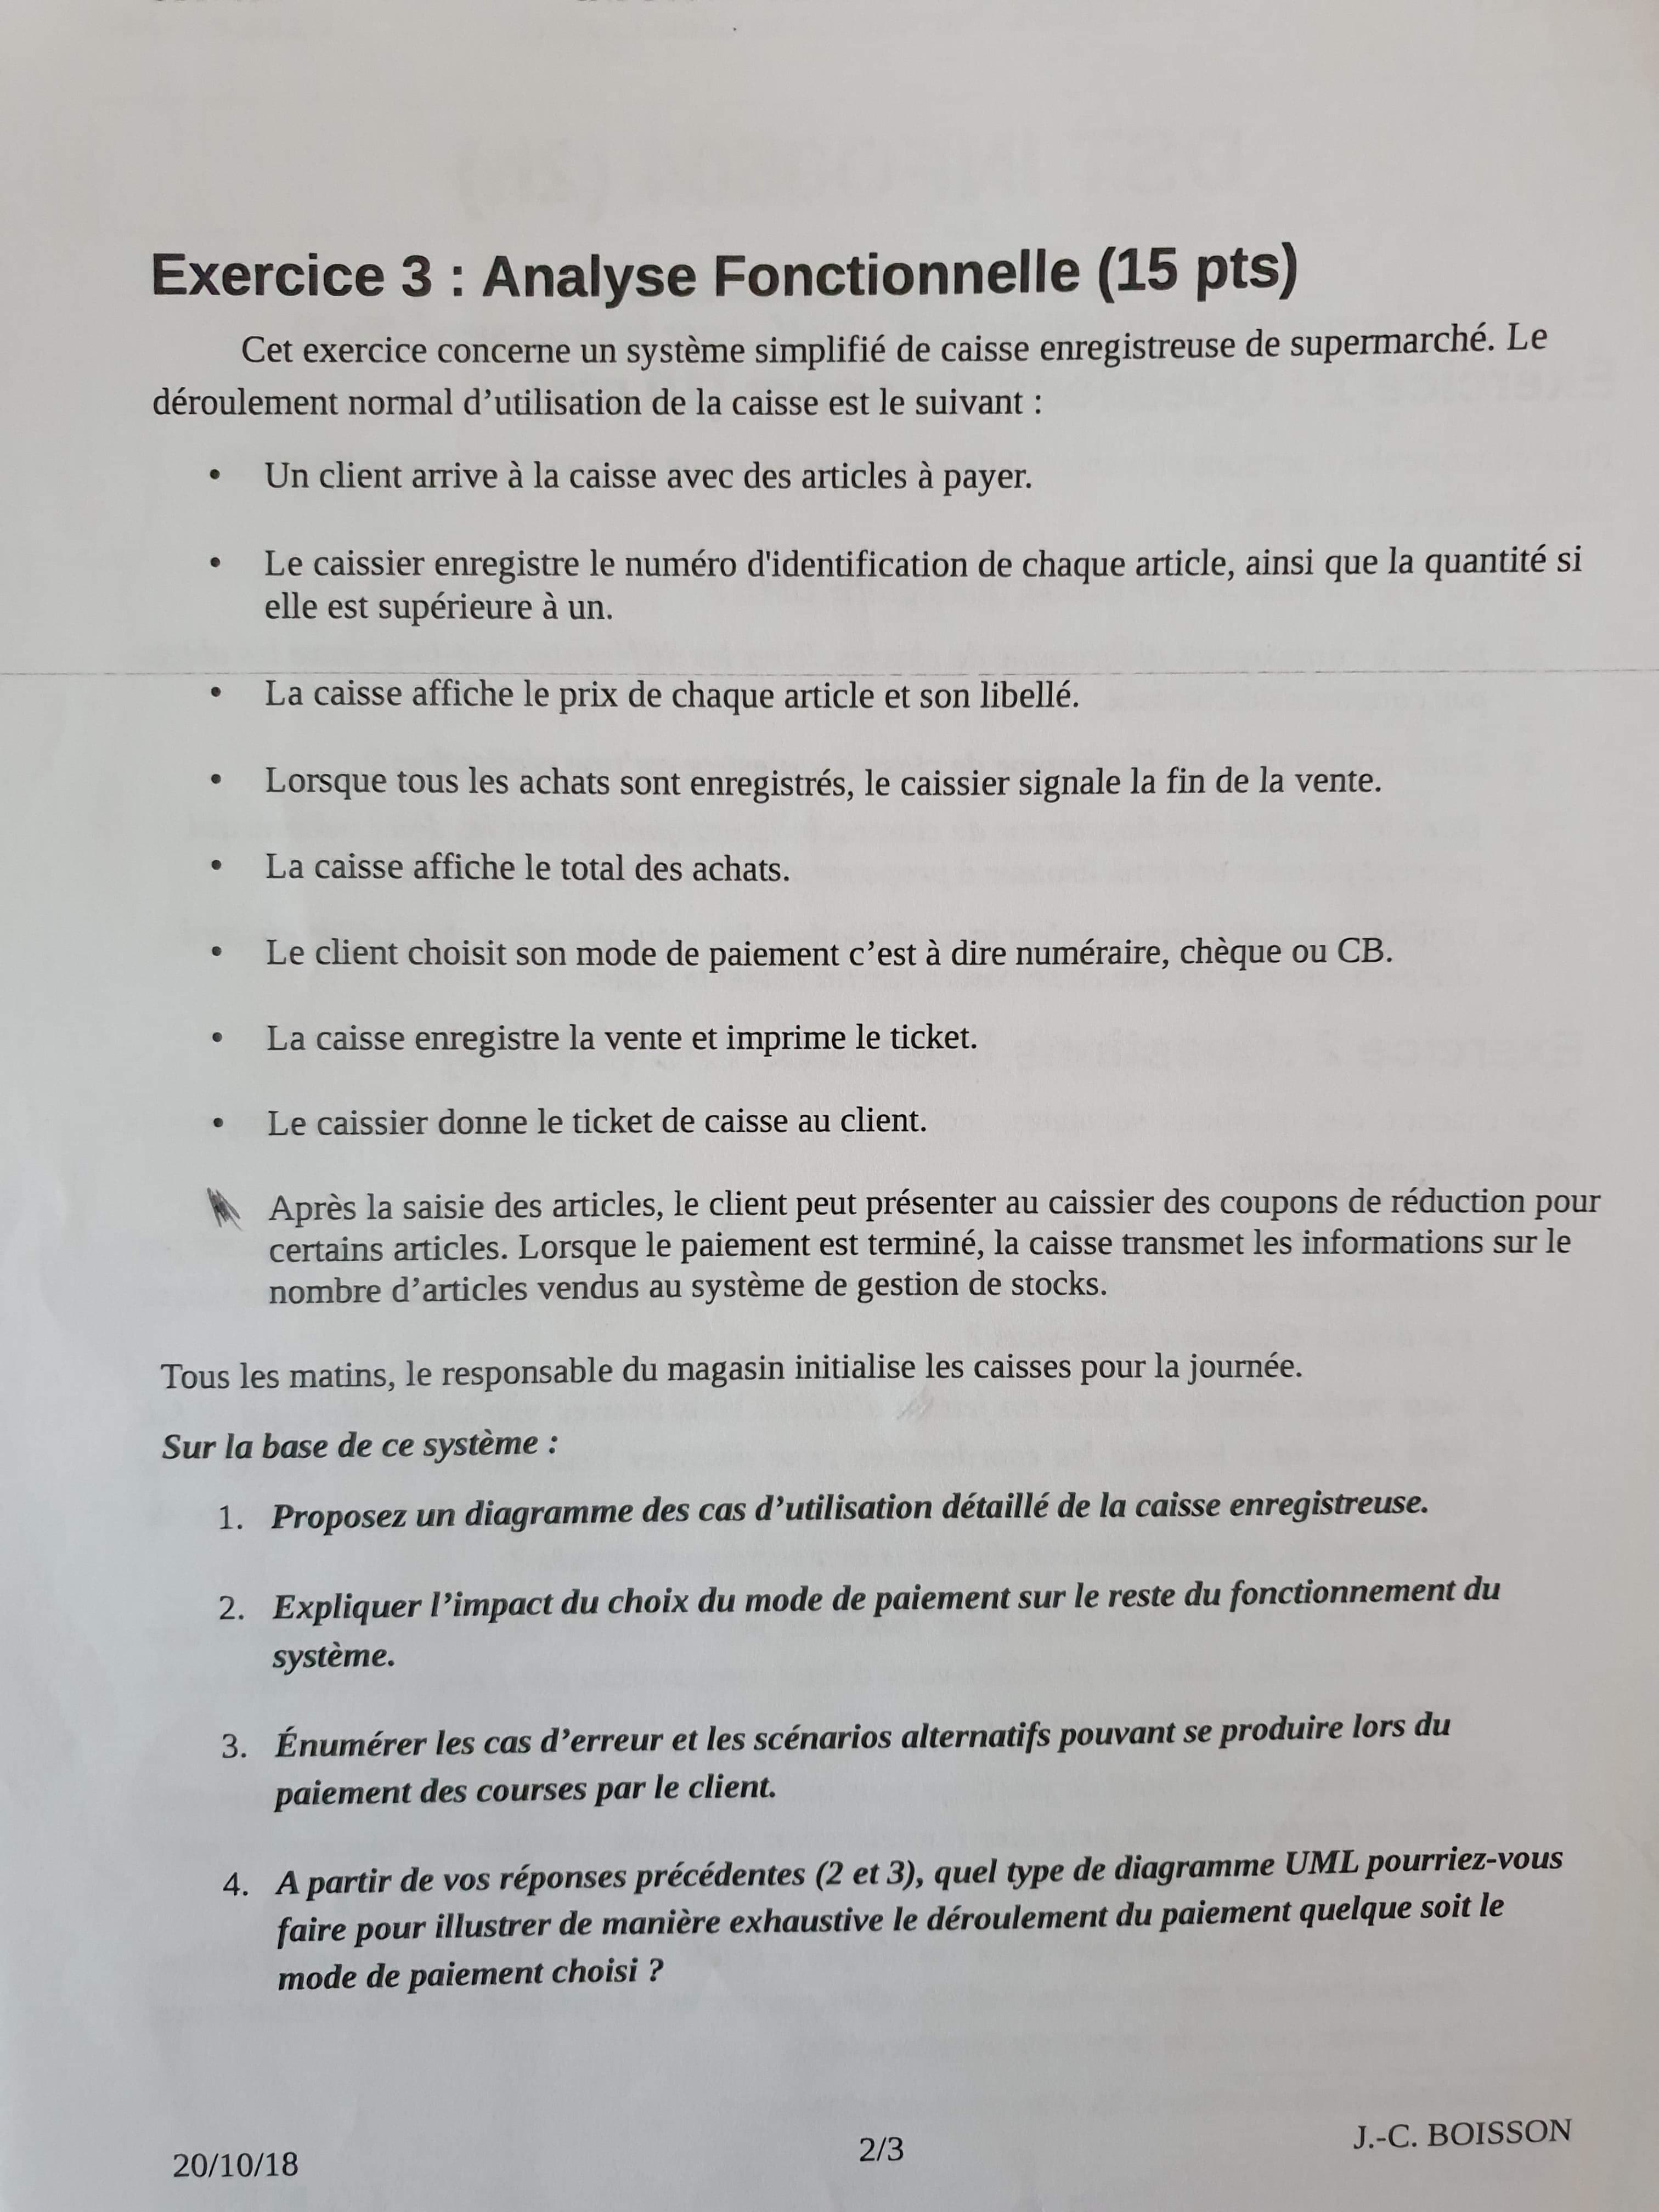 Exercice 3 : Analyse Fonctionnelle (15 pts)
Cet exercice concerne un système simplifié de caisse enregistreuse de supermarché. Le
déroulement normal d’utilisation de la caisse est le suivant :
• Un client arrive à la caisse avec des articles à payer.
• Le caissier enregistre le numéro d'identification de chaque article, ainsi que la quantité si
elle est supérieure à un.
• La caisse affiche le prix de chaque article et son libellé.
• Lorsque tous les achats sont enregistrés, le caissier signale la fin de la vente.
• La caisse affiche le total des achats.
• Le client choisit son mode de paiement c’est à dire numéraire, chèque ou CB.
• La caisse enregistre la vente et imprime le ticket.
• Le caissier donne le ticket de caisse au client.
Après la saisie des articles, le client peut présenter au caissier des coupons de réduction pour
certains articles. Lorsque le paiement est terminé, la caisse transmet les informations sur le
nombre d’articles vendus au système de gestion de stocks.
Tous les matins, le responsable du magasin initialise les caisses pour la journée.
Sur la base de ce système :
1. Proposez un diagramme des cas d’utilisation détaillé de la caisse enregistreuse.
2. Expliquer l’impact du choix du mode de paiement sur le reste du fonctionnement du
système.
3. Énumérer les cas d’erreur et les scénarios alternatifs pouvant se produire lors du
paiement des courses par le client.
4. A partir de vos réponses précédentes (2 et 3), quel type de diagramme UML pourriez-vous
faire pour illustrer de manière exhaustive le déroulement du paiement quelque soit le
mode de paiement choisi ?
20/10/18
2/3
J.-C. BOISSON